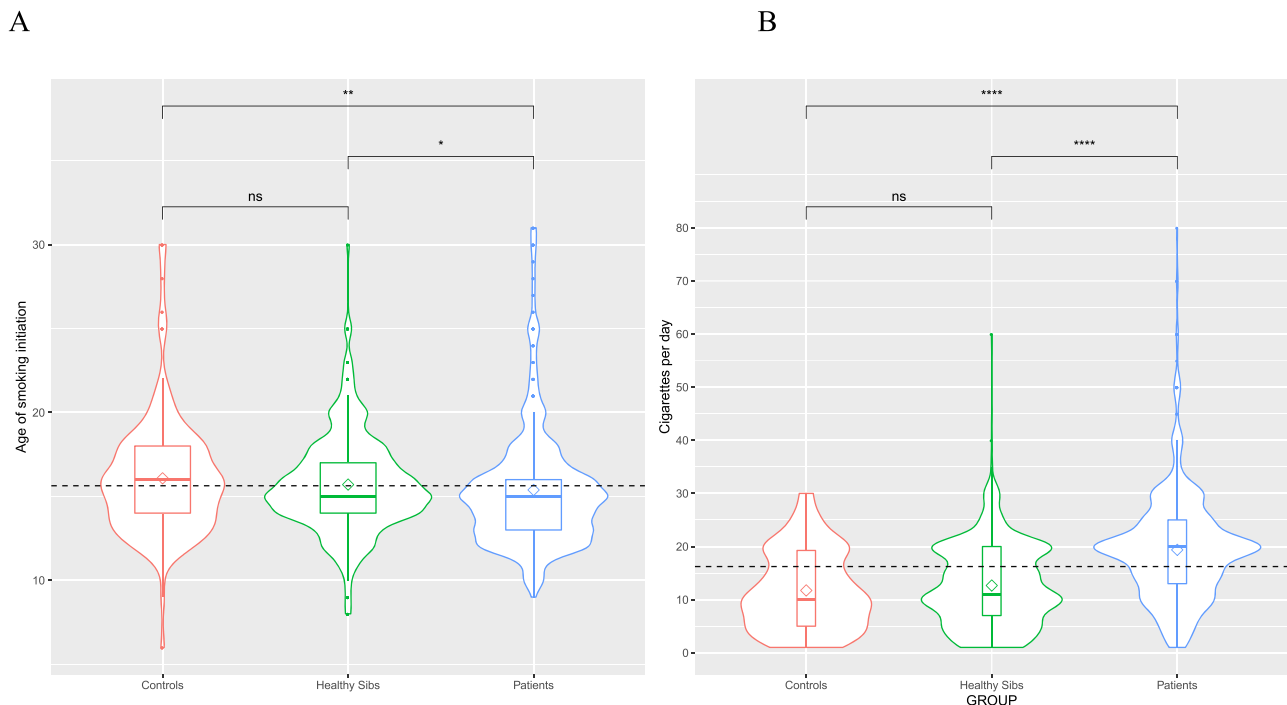 A
B
**
*
ns
30
20
10
Age of smoking initiation
Controls
Healthy Sibs
Patients
****
****
ns
80
70
60
50
40
30
20
10
0
Cigarettes per day
Controls
Healthy Sibs
Patients
GROUP